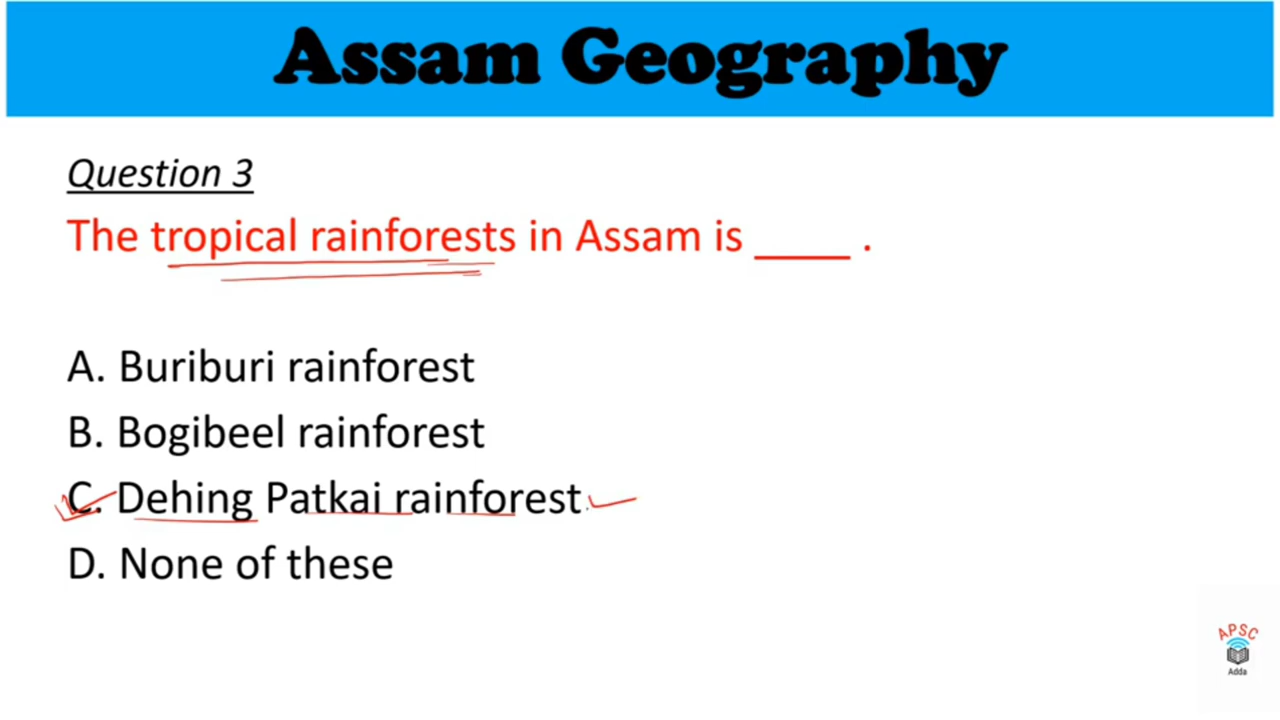 Assam Geography
Question 3
The tropical rainforests in Assam is ____ .
A. Buriburi rainforest
B. Bogibeel rainforest
C. Dehing Patkai rainforest
D. None of these
APSC
Adda